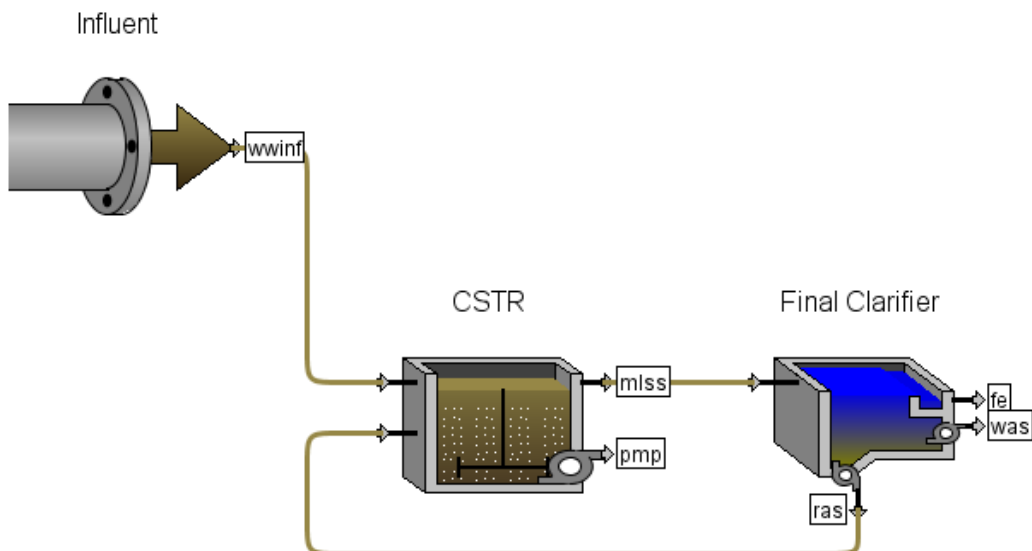 Influent
wwinf
CSTR
Final Clarifier
mlss
fe
was
pmp
ras